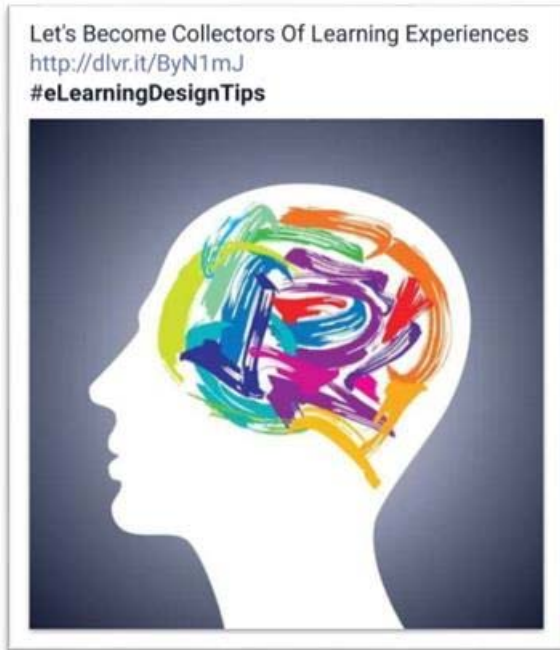 Let's Become Collectors Of Learning Experiences
http://dlvr.it/ByN1mJ
#eLearningDesignTips